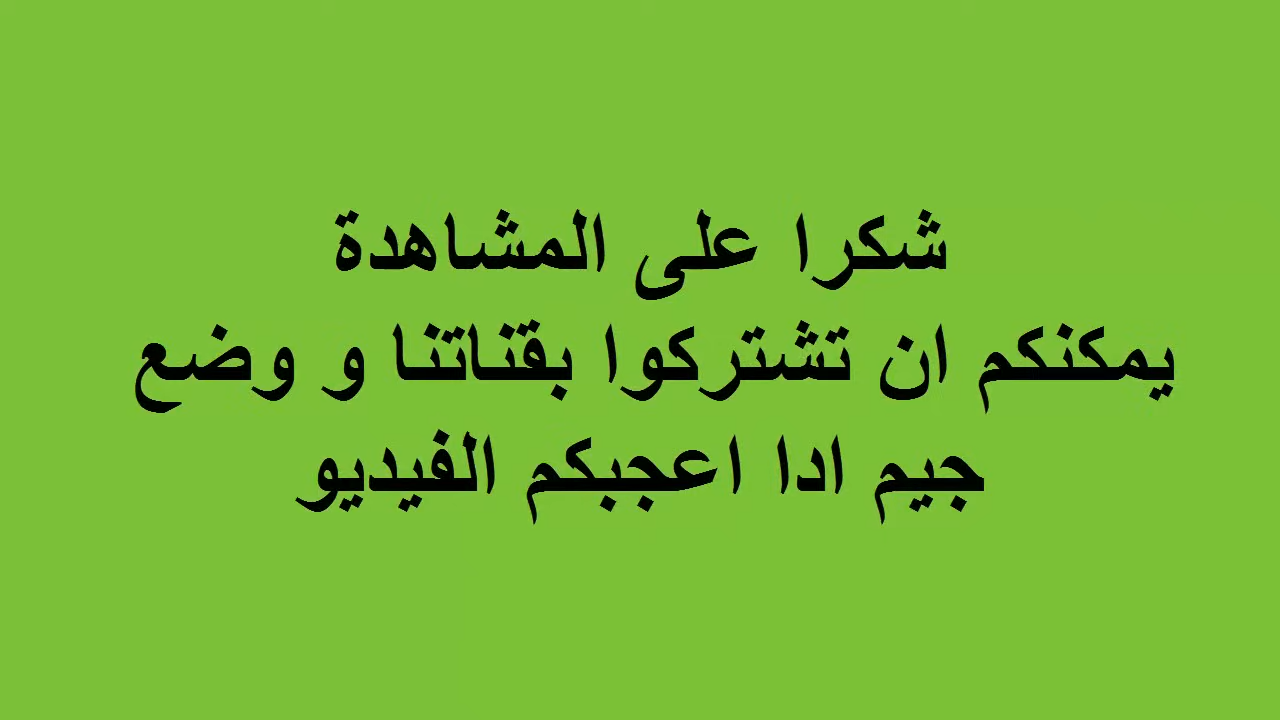 شكرا على المشاهدة
يمكنكم ان تشتركوا بقناتنا و وضع
جيم ادا اعجبكم الفيديو